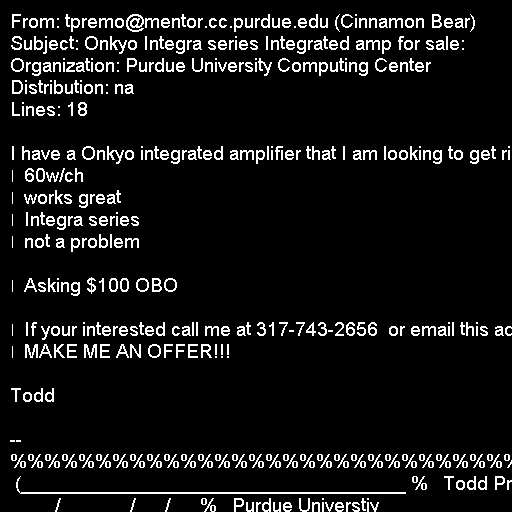 From: tpremo@mentor.cc.purdue.edu (Cinnamon Bear)
Subject: Onkyo Integra series Integrated amp for sale:
Organization: Purdue University Computing Center
Distribution: na
Lines: 18

I have a Onkyo integrated amplifier that I am looking to get ri
| 60w/ch
| works great
| Integra series
| not a problem

| Asking $100 OBO

| If your interested call me at 317-743-2656  or email this ad
| MAKE ME AN OFFER!!!

Todd

--
%%%%%%%%%%%%%%%%%%%%%%%%%%%%%%
(______________________________________ %   Todd Pr
/ / / %   Purdue Universtiy